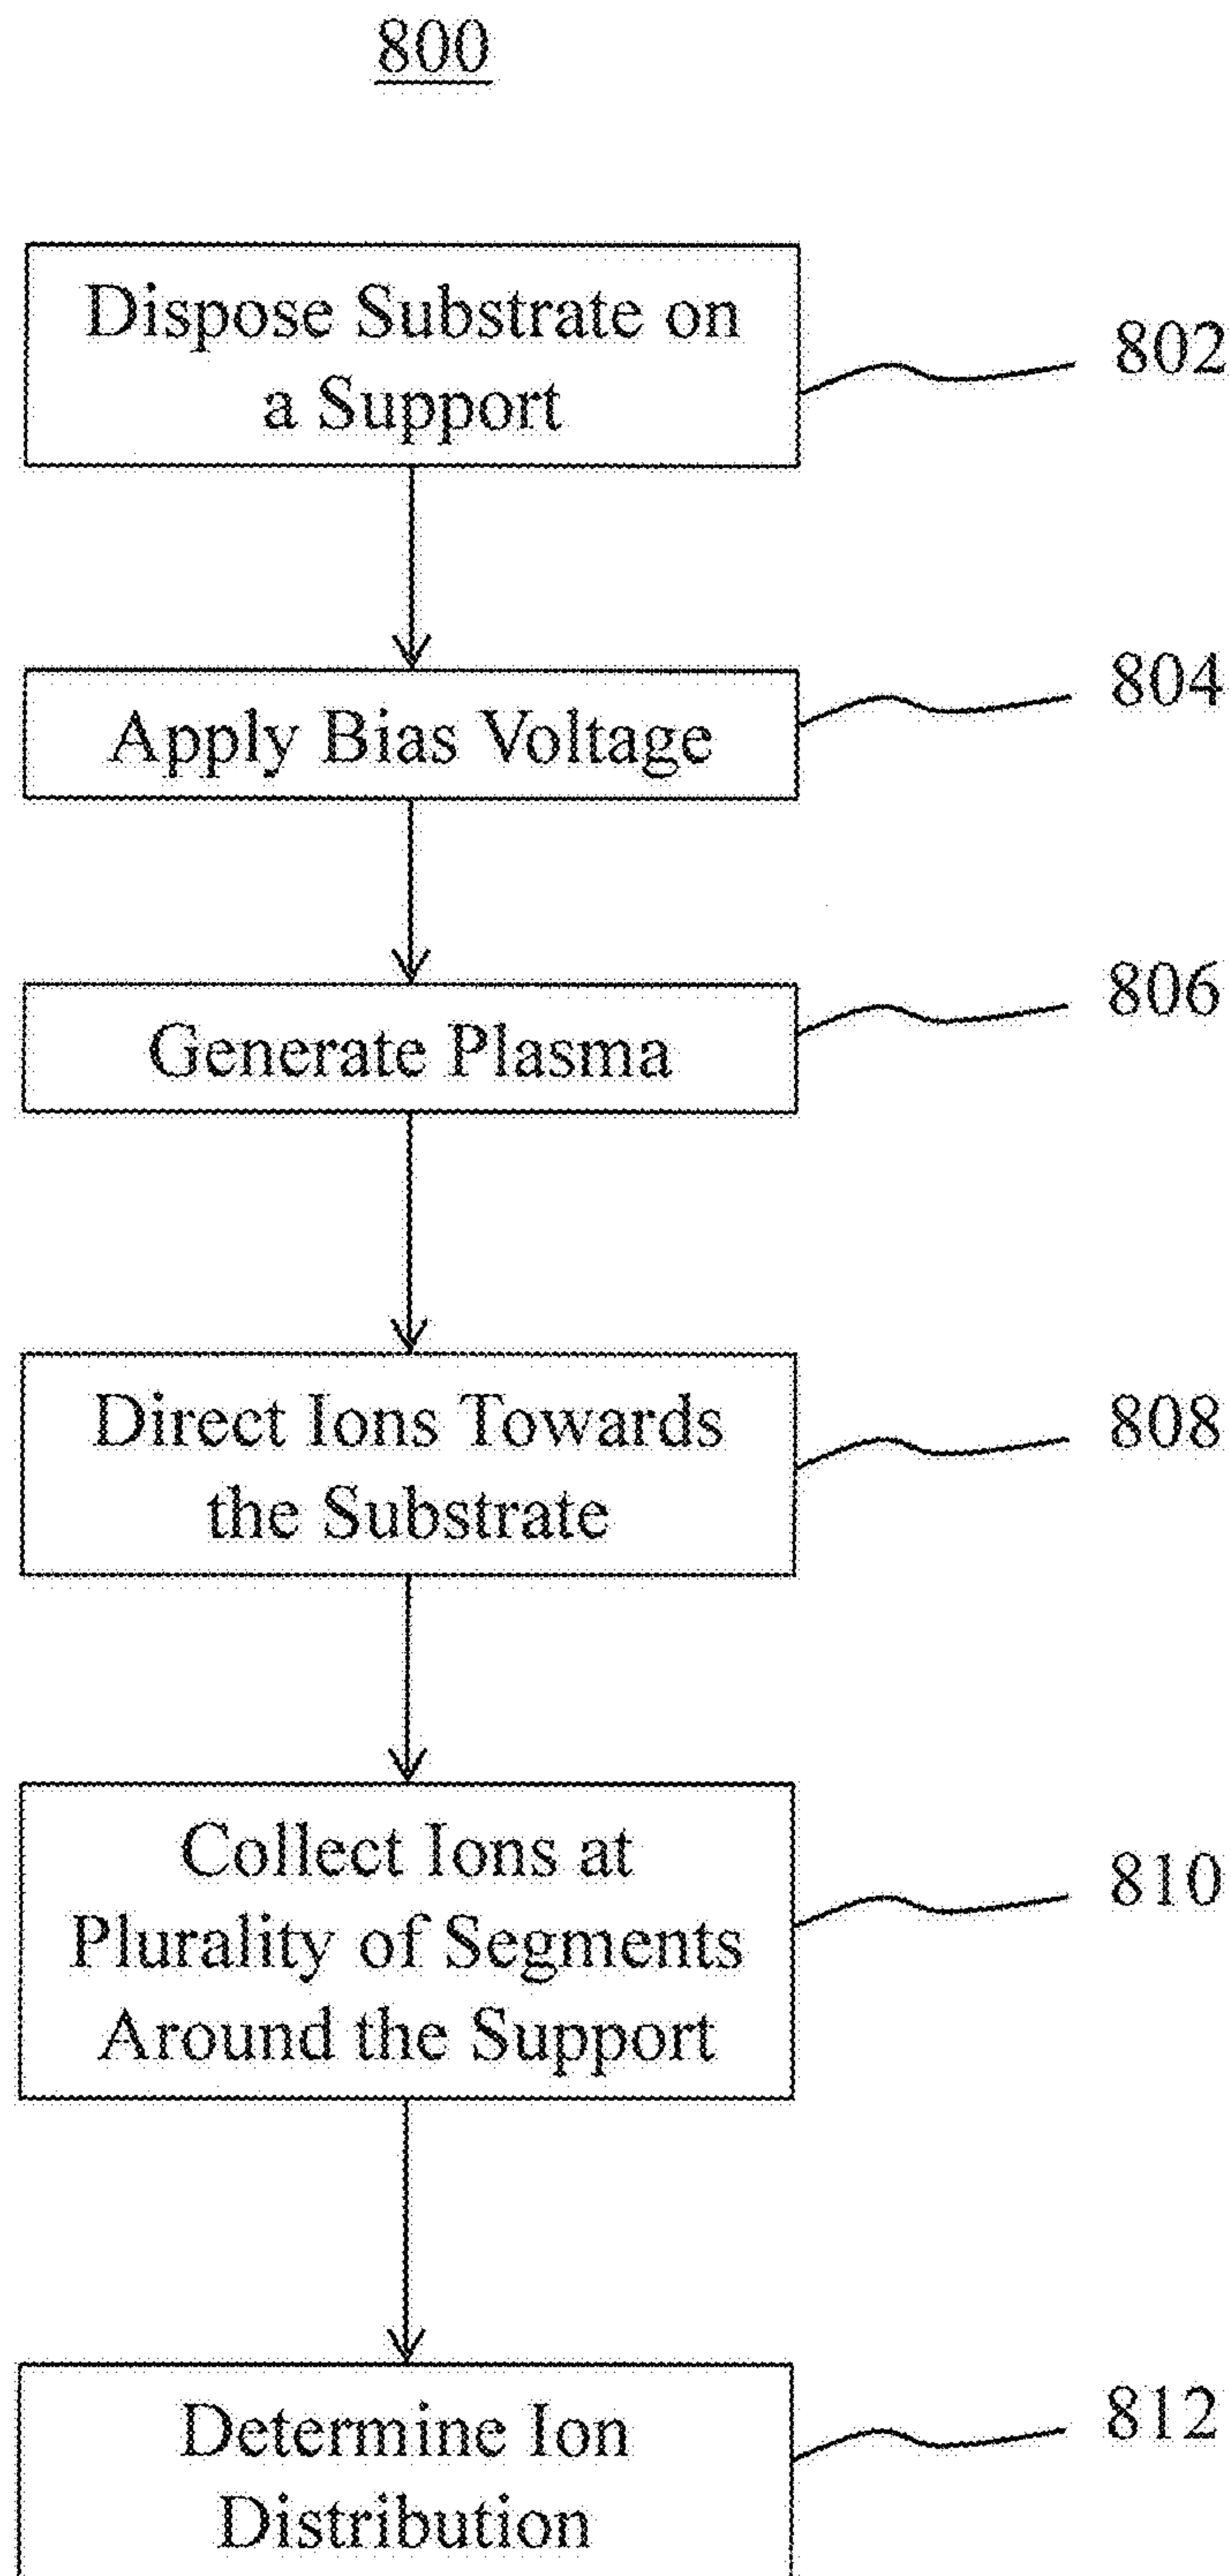 800
Dispose Substrate on
a Support
802
Apply Bias Voltage
804
Generate Plasma
806
Direct Ions Towards
the Substrate
808
Collect Ions at
Plurality of Segments
Around the Support
810
Determine Ion
Distribution
812